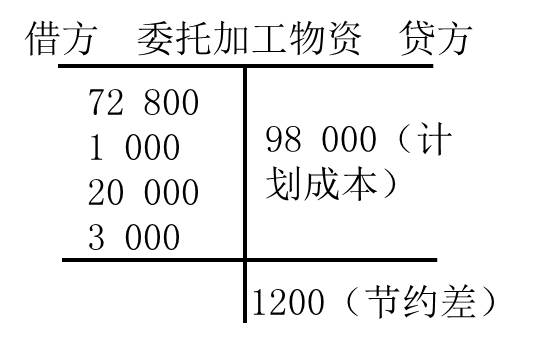 借方 委托加工物资 贷方
72 800
1 000
20 000
3 000
98 000（计
划成本）
1200（节约差）